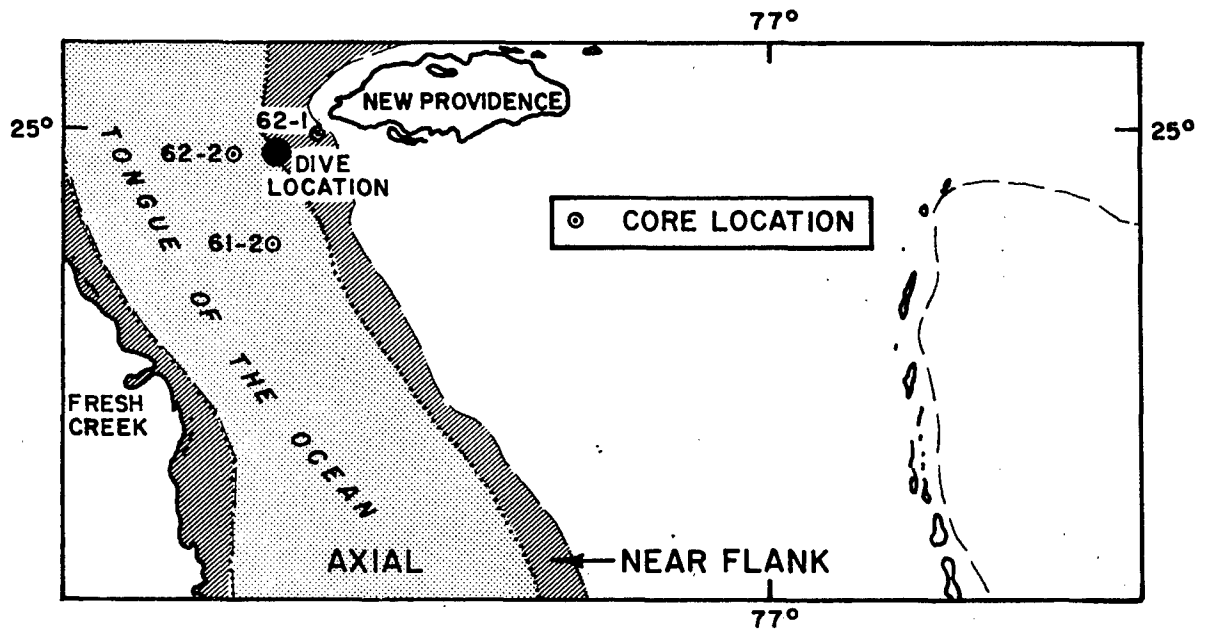 77°
NEW PROVIDENCE
25°
62-1
25°
62-2
DIVE
LOCATION
TONGUE OF THE OCEAN
CORE LOCATION
61-2
FRESH
CREEK
AXIAL
NEAR FLANK
77°